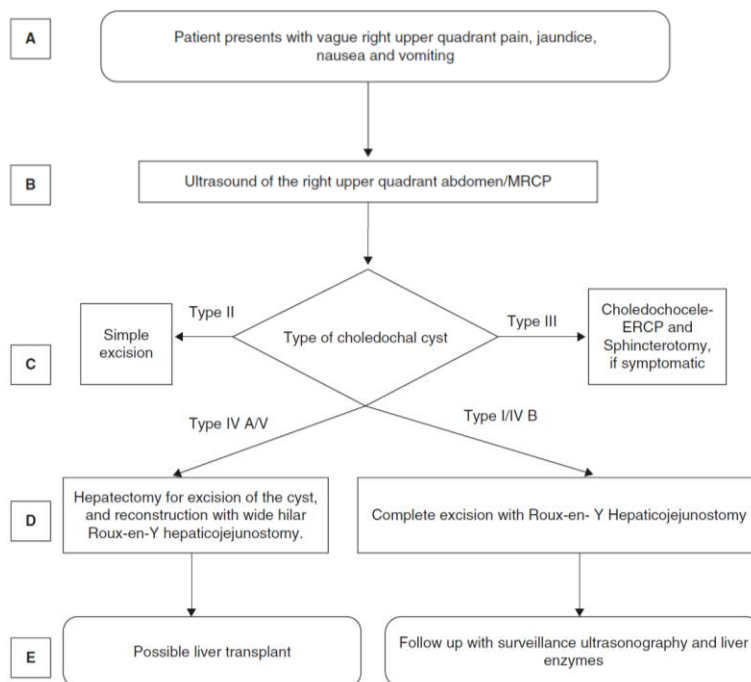 A
Patient presents with vague right upper quadrant pain, jaundice,
nausea and vomiting
B
Ultrasound of the right upper quadrant abdomen/MRCP
C
Type II
Simple
excision
Type of choledochal cyst
Type III
Choledochocele-
ERCP and
Sphincterotomy,
if symptomatic
Type IV A/V
Type I/IV B
D
Hepatectomy for excision of the cyst,
and reconstruction with wide hilar
Roux-en-Y hepaticojejunostomy.
Complete excision with Roux-en- Y Hepaticojejunostomy
E
Possible liver transplant
Follow up with surveillance ultrasonography and liver
enzymes